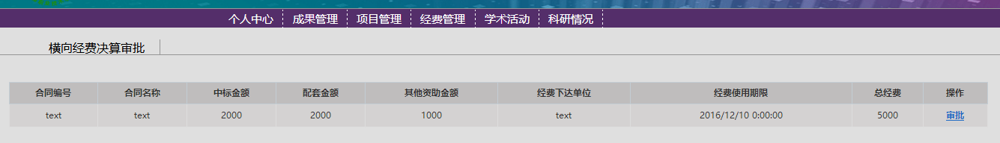 个人中心 成果管理 项目管理 经费管理 学术活动 科研情况
横向经费决算审批
合同编号 合同名称 中标金额 配套金额 其他资助金额 经费下达单位 经费使用期限 总经费 操作
text text 2000 2000 1000 text 2016/12/10 0:00:00 5000 审批